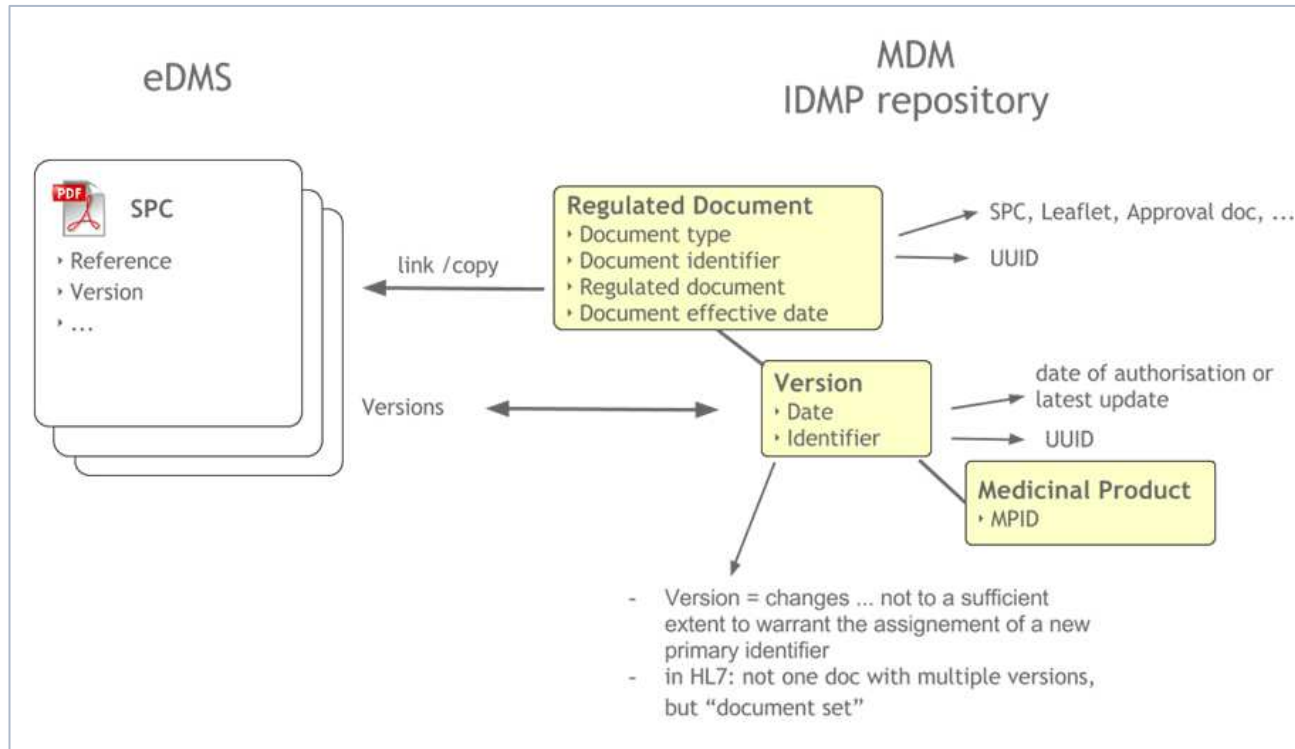 eDMS
MDM
IDMP repository
PDF
SPC
‣ Reference
‣ Version
‣ ...
link /copy
Regulated Document
‣ Document type
‣ Document identifier
‣ Regulated document
‣ Document effective date
SPC, Leaflet, Approval doc, ...
UUID
Versions
Version
‣ Date
‣ Identifier
date of authorisation or
latest update
UUID
Medicinal Product
‣ MPID
- Version = changes ... not to a sufficient
extent to warrant the assignement of a new
primary identifier
- in HL7: not one doc with multiple versions,
but “document set”